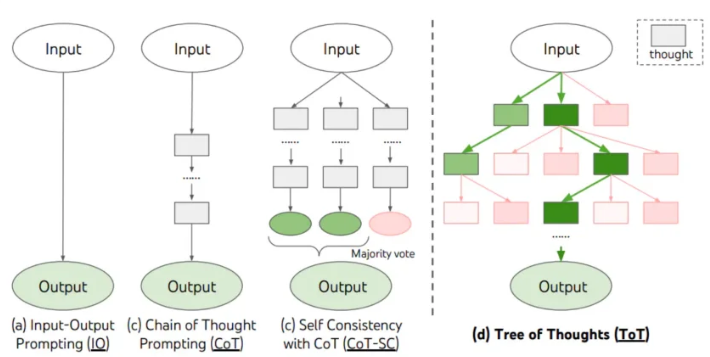 Input
Input
Input
Input
thought
......
......
......
......
......
Majority vote
Output
Output
Output
Output
(a) Input-Output
Prompting (IO)
(c) Chain of Thought
Prompting (CoT)
(c) Self Consistency
with CoT (CoT-SC)
(d) Tree of Thoughts (ToT)